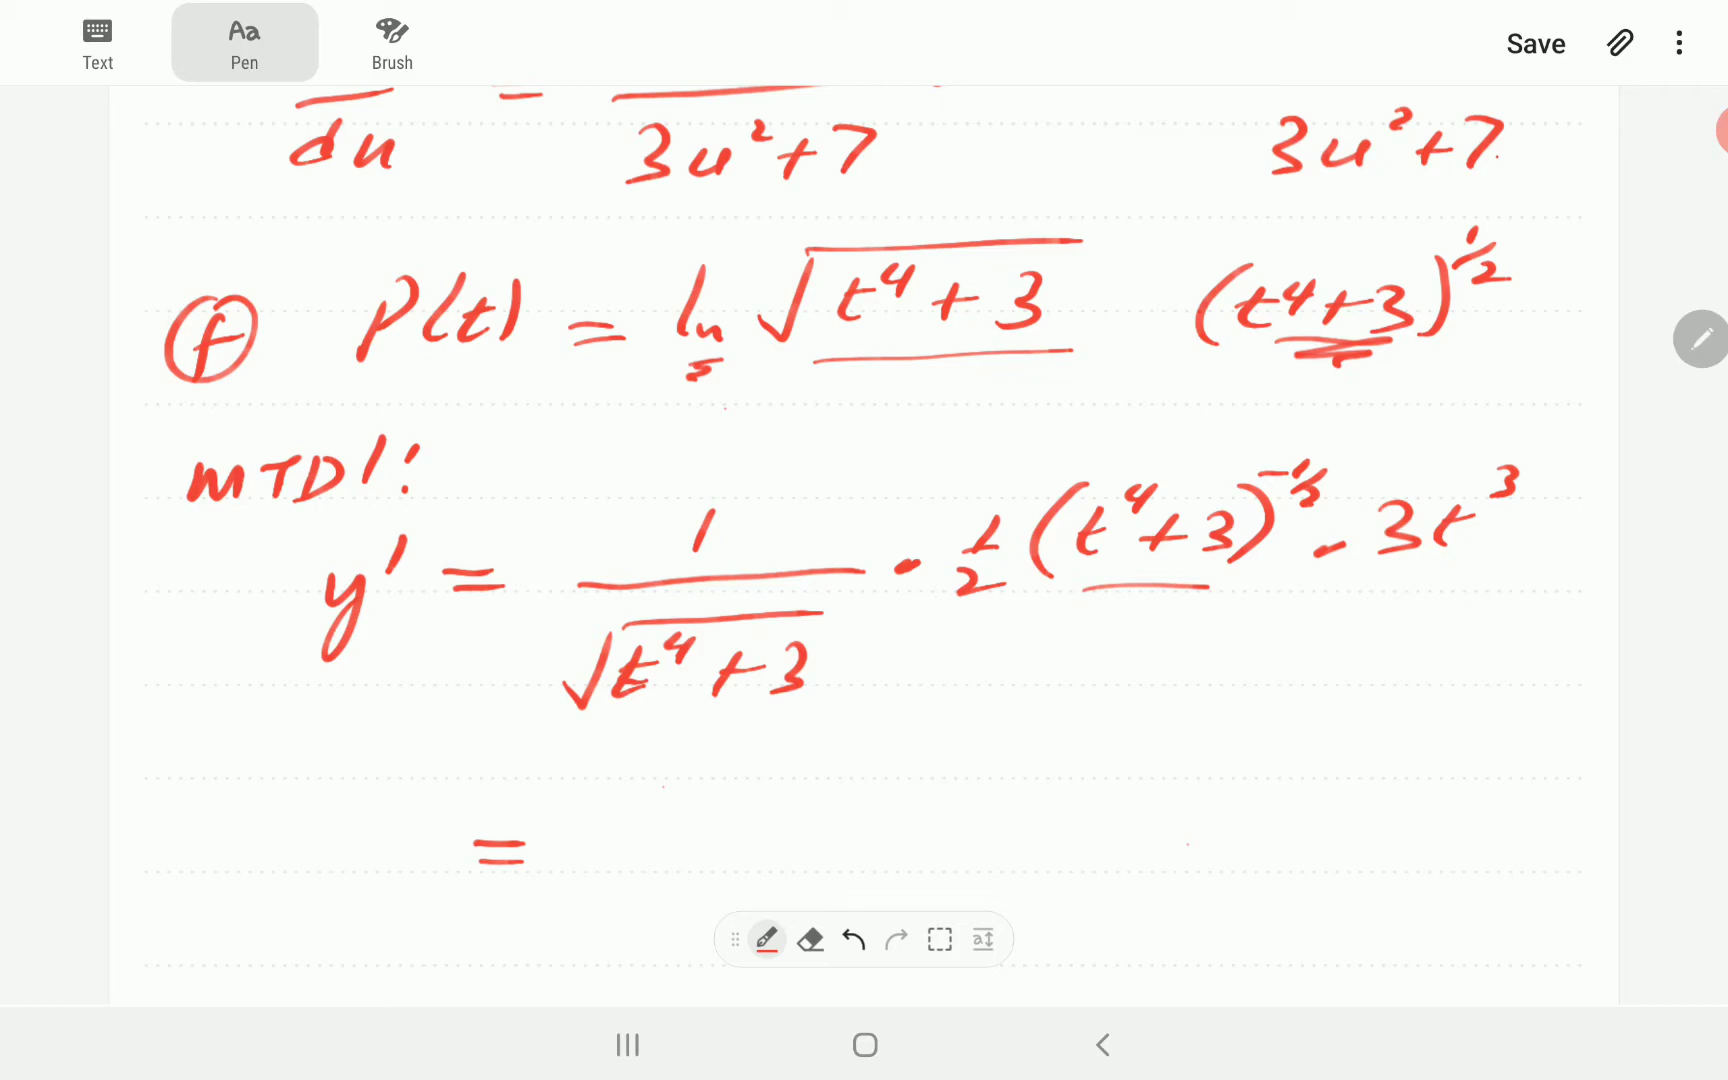 Text Pen Brush Save
du = 3u²+7 3u²+7
(f) P(t) = ln √(t⁴+3) (t⁴+3)^1/2
MTD1:
y' = 1/√(t⁴+3) · 1/2 (t⁴+3)^-1/2 · 3t³
=